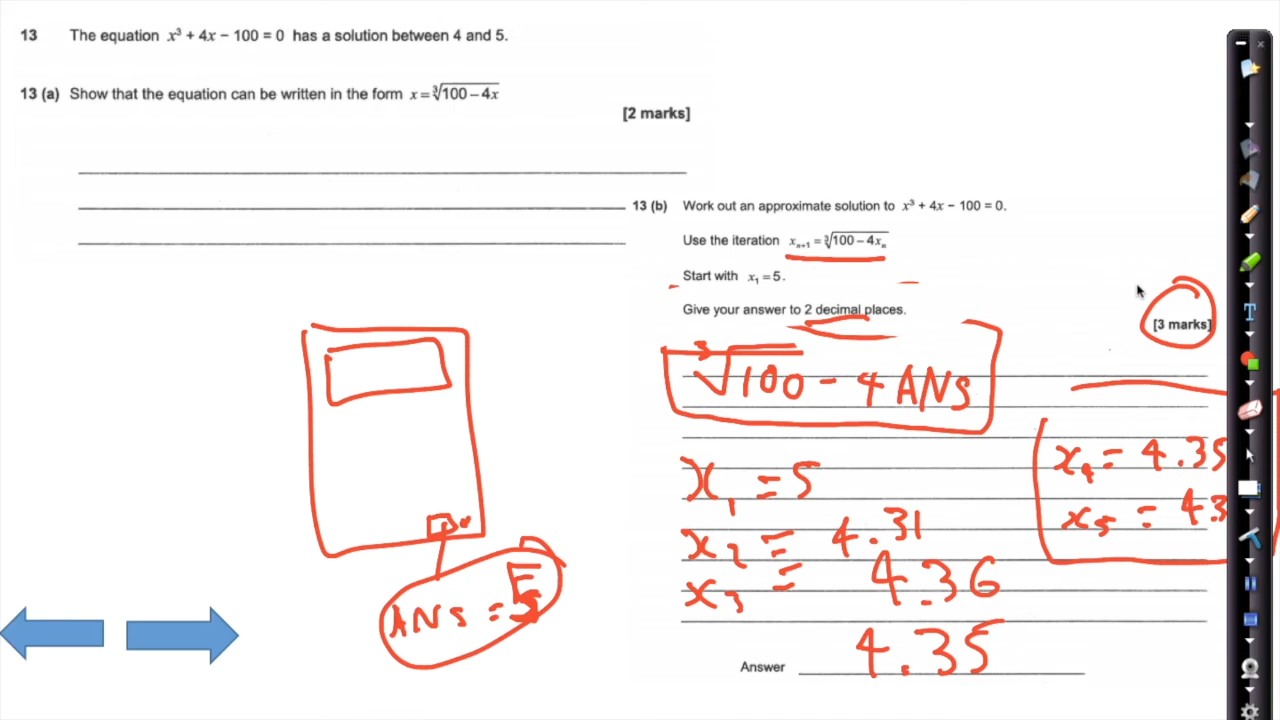 13 The equation x³ + 4x − 100 = 0 has a solution between 4 and 5.
13 (a) Show that the equation can be written in the form x = ∛(100 − 4x)
[2 marks]
13 (b) Work out an approximate solution to x³ + 4x − 100 = 0.
Use the iteration xₙ₊₁ = ∛(100 − 4xₙ)
Start with x₁ = 5.
Give your answer to 2 decimal places.
[3 marks]
∛100 − 4 ANS
x₁ = 5
x₂ = 4.31
x₃ = 4.36
x₄ = 4.35
x₅ = 4.3
ANS = 5
Answer 4.35
T